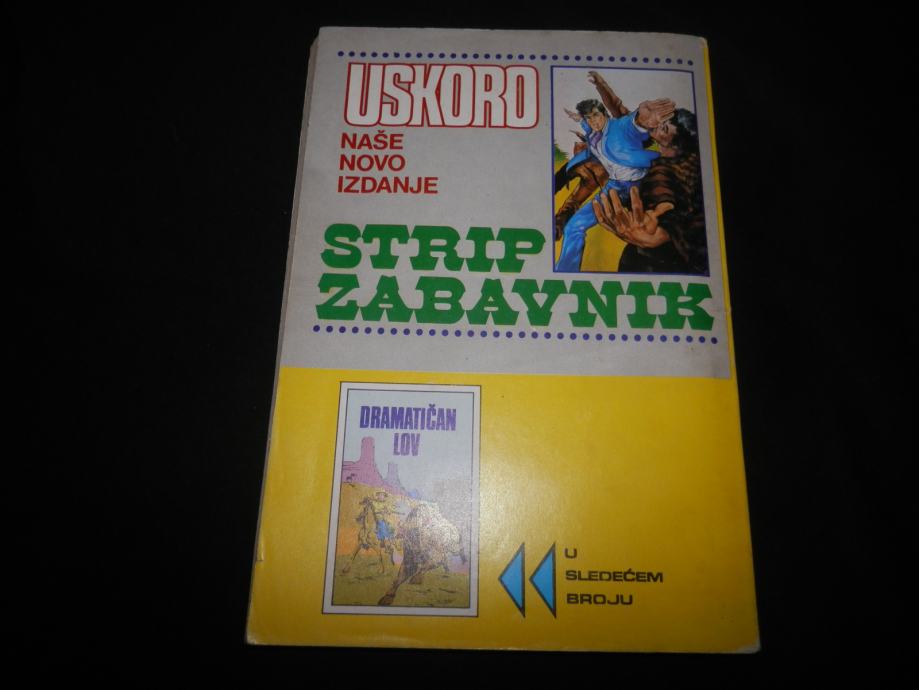 USKORO
NAŠE
NOVO
IZDANJE
STRIP
ZABAVNIK
DRAMATIČAN
LOV
U
SLEDEĆEM
BROJU